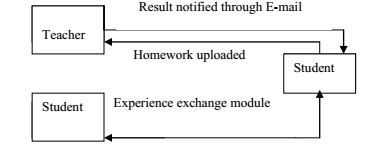 Result notified through E-mail
Teacher
Homework uploaded
Student
Student
Experience exchange module